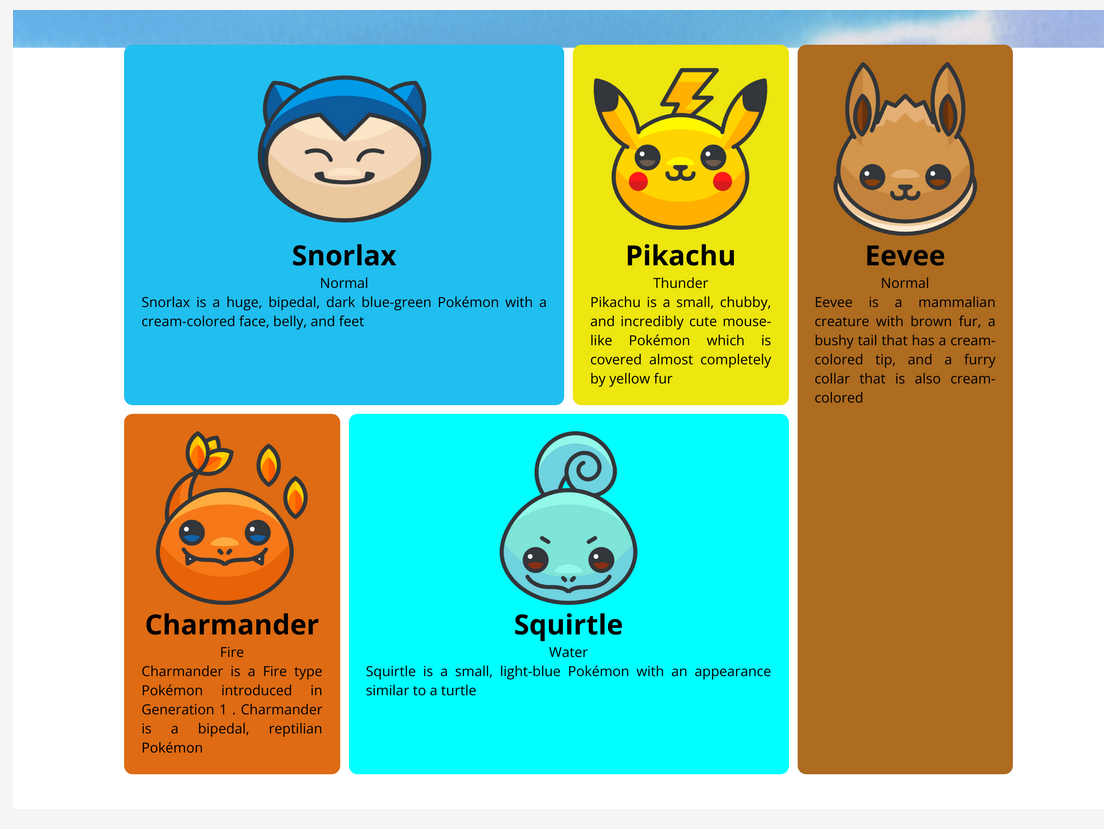 Snorlax
Normal
Snorlax is a huge, bipedal, dark blue-green Pokémon with a
cream-colored face, belly, and feet
Pikachu
Thunder
Pikachu is a small, chubby,
and incredibly cute mouse-
like Pokémon which is
covered almost completely
by yellow fur
Eevee
Normal
Eevee is a mammalian
creature with brown fur, a
bushy tail that has a cream-
colored tip, and a furry
collar that is also cream-
colored
Charmander
Fire
Charmander is a Fire type
Pokémon introduced in
Generation 1 . Charmander
is a bipedal, reptilian
Pokémon
Squirtle
Water
Squirtle is a small, light-blue Pokémon with an appearance
similar to a turtle